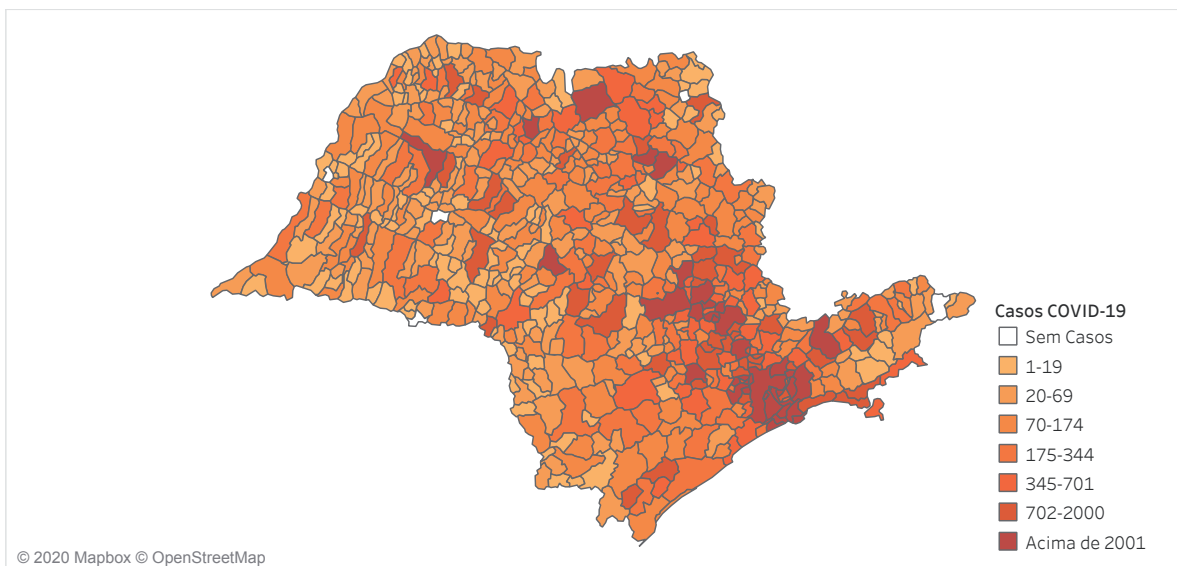 Casos COVID-19
Sem Casos
1-19
20-69
70-174
175-344
345-701
702-2000
Acima de 2001
© 2020 Mapbox © OpenStreetMap